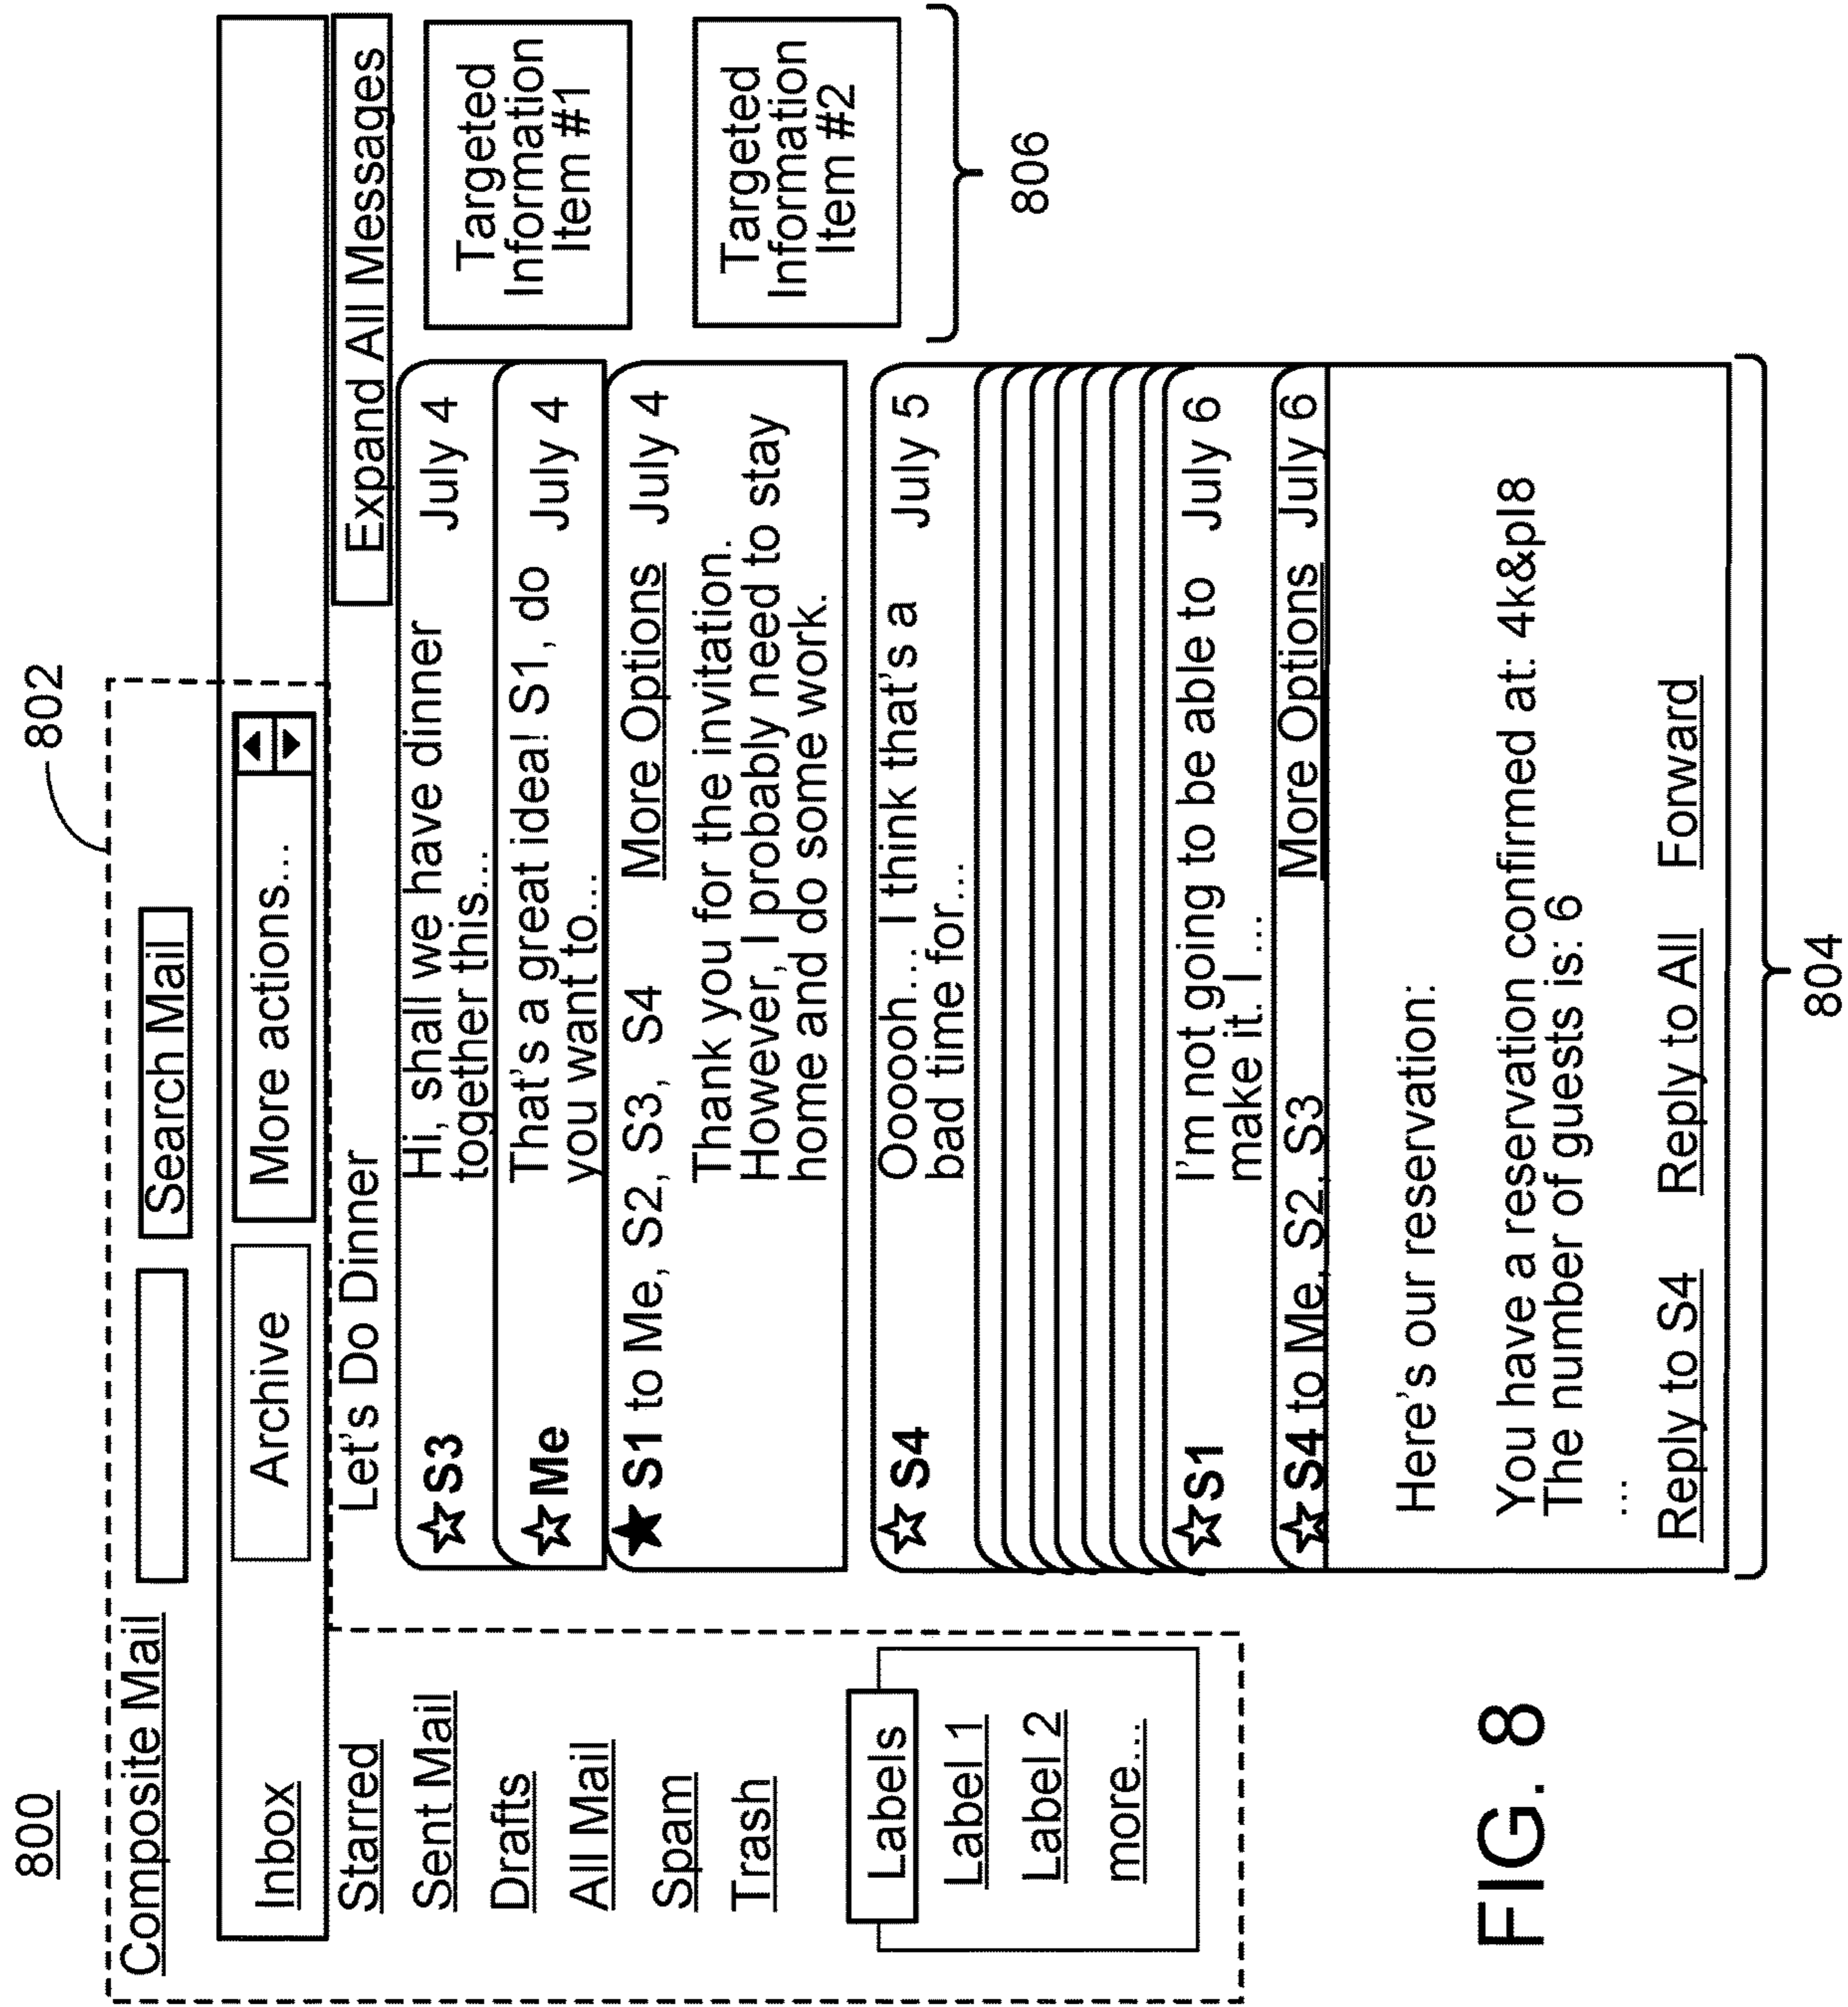 800
802
Composite Mail
Search Mail
Inbox
Archive
More actions...
Starred
Sent Mail
Drafts
All Mail
Spam
Trash
Labels
Label 1
Label 2
more...
Let's Do Dinner
Expand All Messages
S3
Hi, shall we have dinner
together this...
July 4
Me
That's a great idea! S1, do
you want to...
July 4
S1 to Me, S2, S3, S4
More Options
July 4
Thank you for the invitation.
However, I probably need to stay
home and do some work.
S4
Oooooh... I think that's a
bad time for...
July 5
S1
I'm not going to be able to
make it. I ...
July 6
S4 to Me, S2, S3
More Options
July 6
Here's our reservation:
You have a reservation confirmed at: 4k&pl8
The number of guests is: 6
...
Reply to S4
Reply to All
Forward
804
Targeted
Information
Item #1
Targeted
Information
Item #2
806
FIG. 8